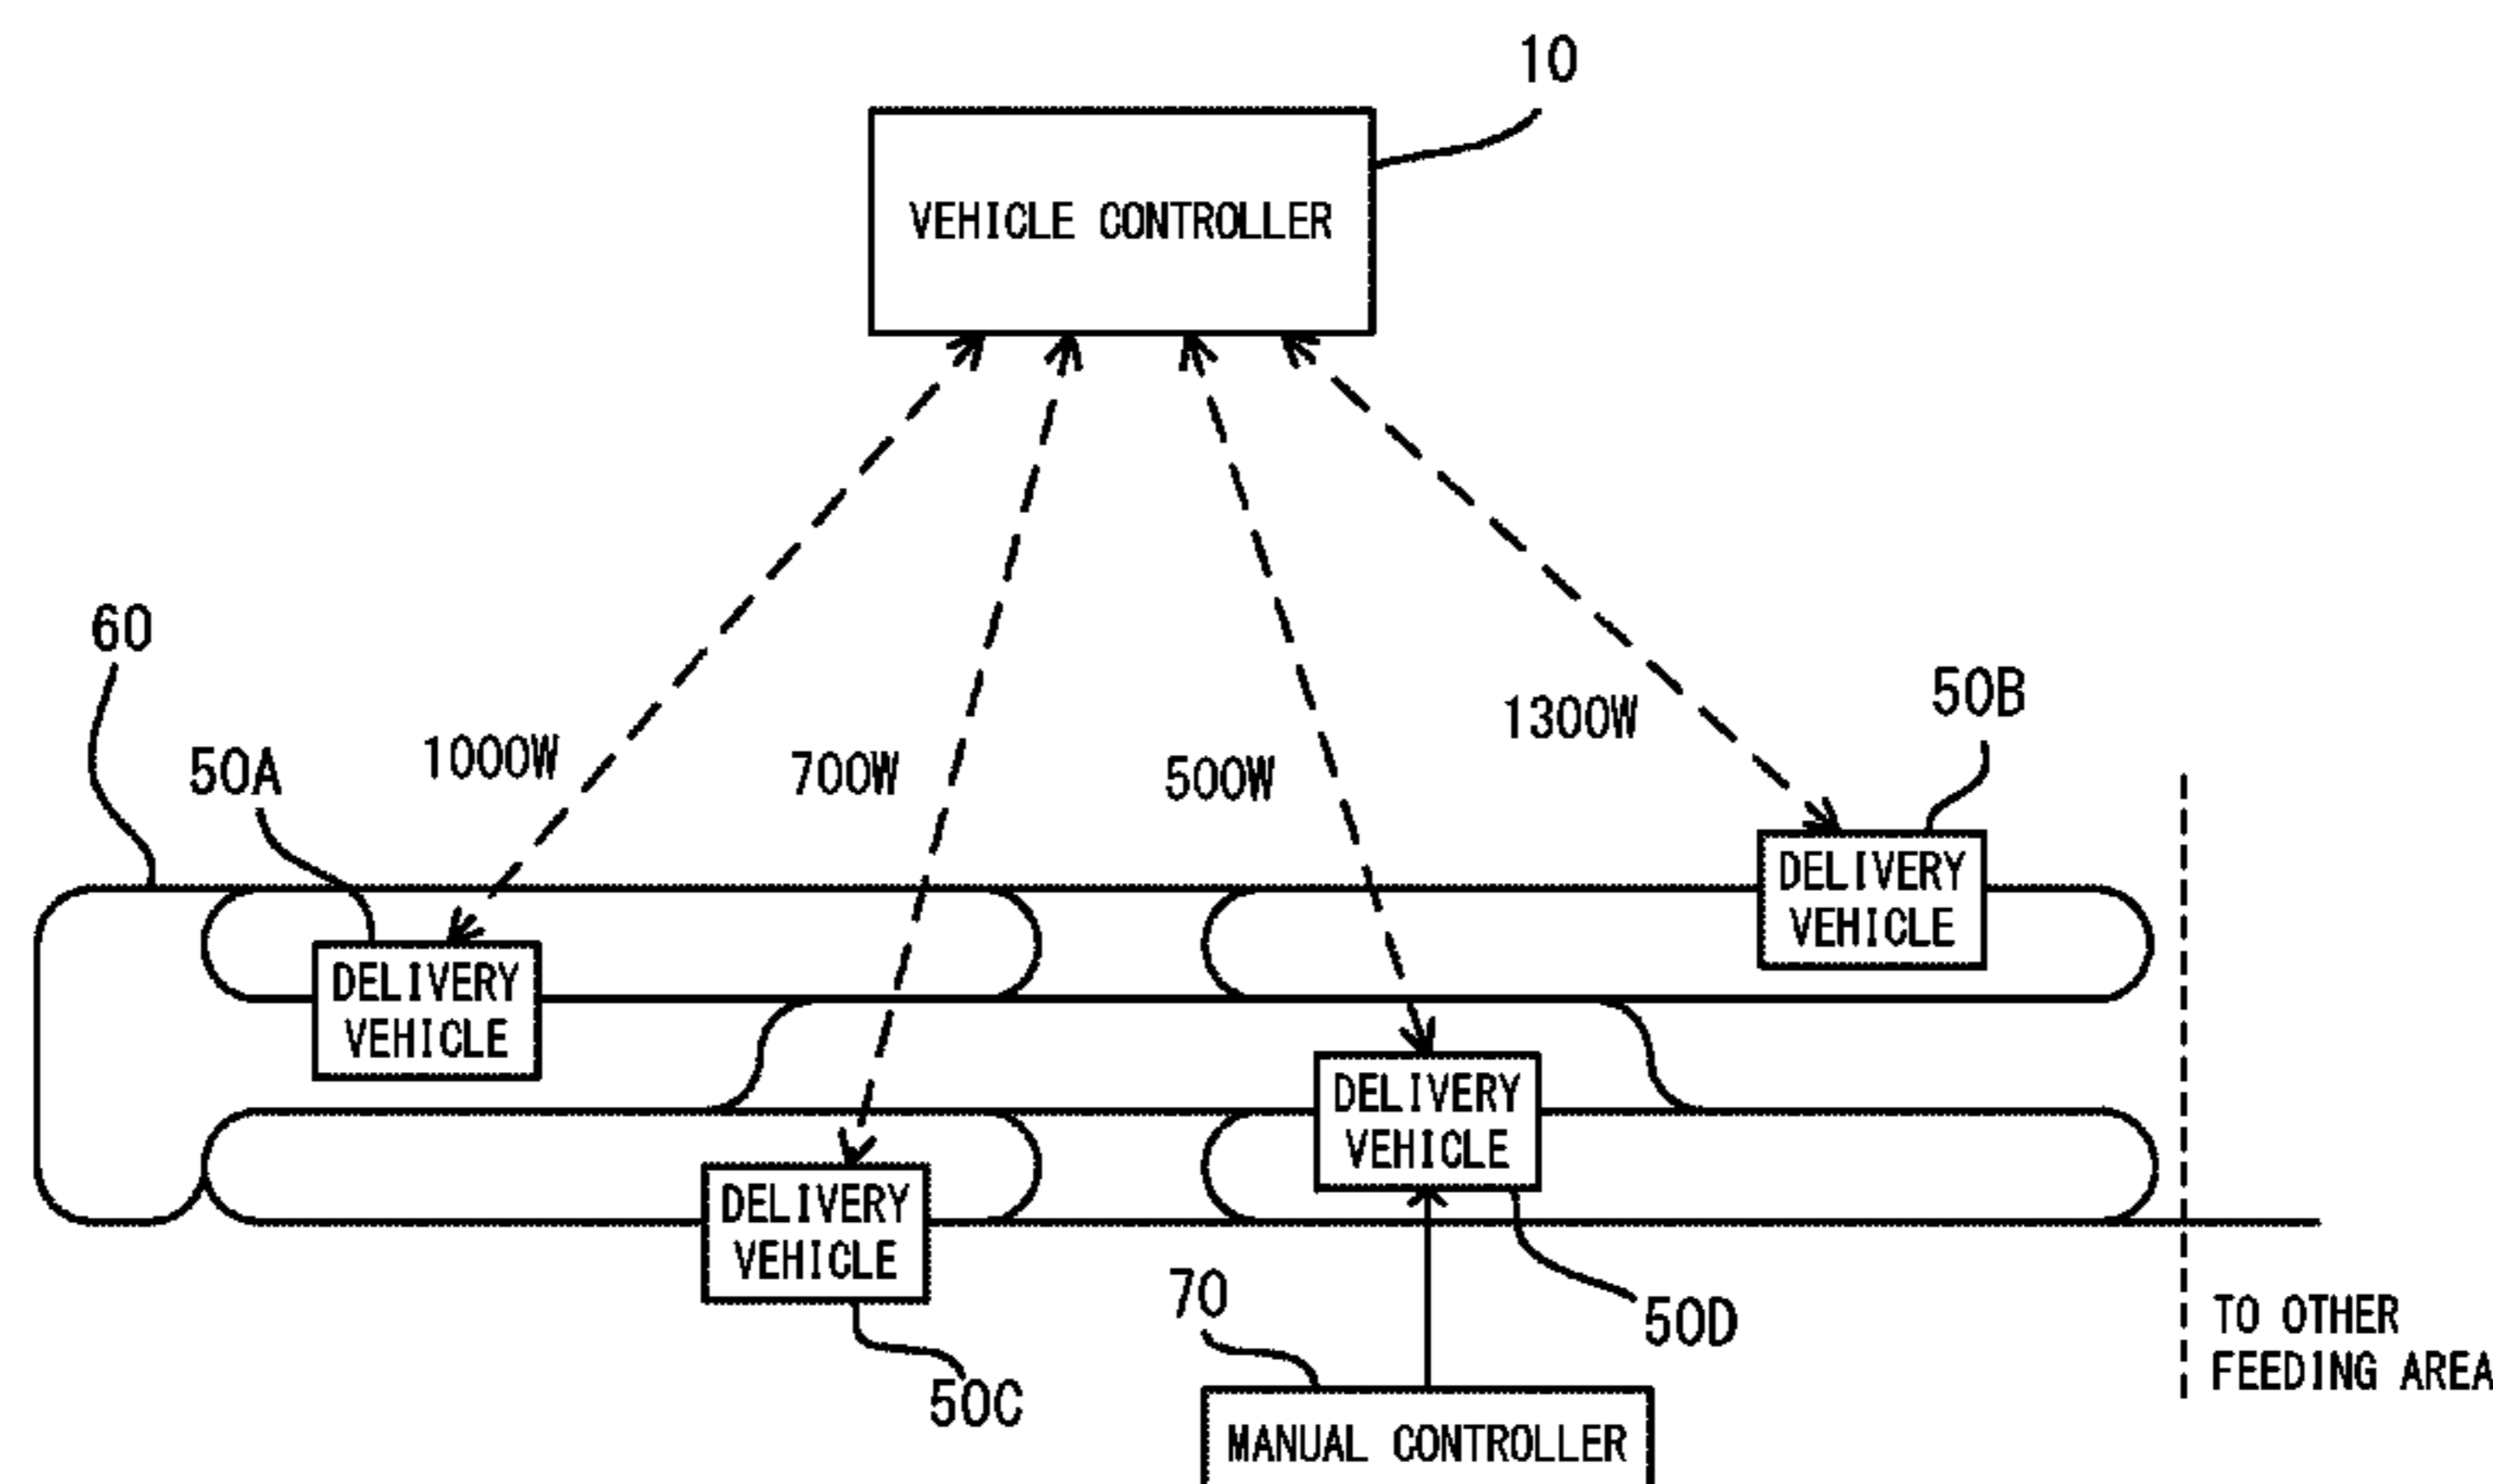 10
VEHICLE CONTROLLER
60
50A
1000W
700W
500W
1300W
50B
DELIVERY
VEHICLE
DELIVERY
VEHICLE
DELIVERY
VEHICLE
DELIVERY
VEHICLE
50C
70
50D
TO OTHER
FEEDING AREA
MANUAL CONTROLLER